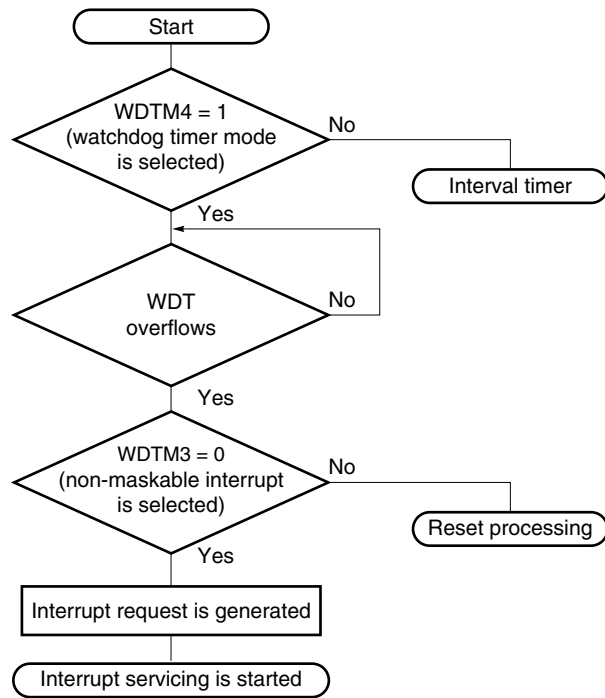 Start
WDTM4 = 1
(watchdog timer mode
is selected)
No
Interval timer
Yes
WDT
overflows
No
Yes
WDTM3 = 0
(non-maskable interrupt
is selected)
No
Reset processing
Yes
Interrupt request is generated
Interrupt servicing is started